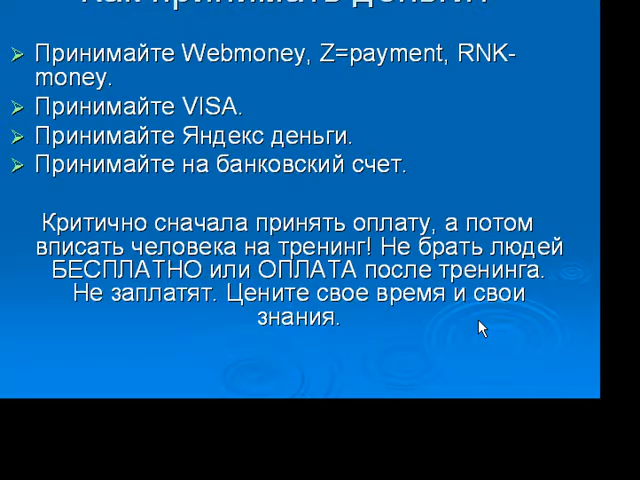 Как принимать деньги?
Принимайте Webmoney, Z=payment, RNK-
money.
Принимайте VISA.
Принимайте Яндекс деньги.
Принимайте на банковский счет.
Критично сначала принять оплату, а потом
вписать человека на тренинг! Не брать людей
БЕСПЛАТНО или ОПЛАТА после тренинга.
Не заплатят. Цените свое время и свои
знания.